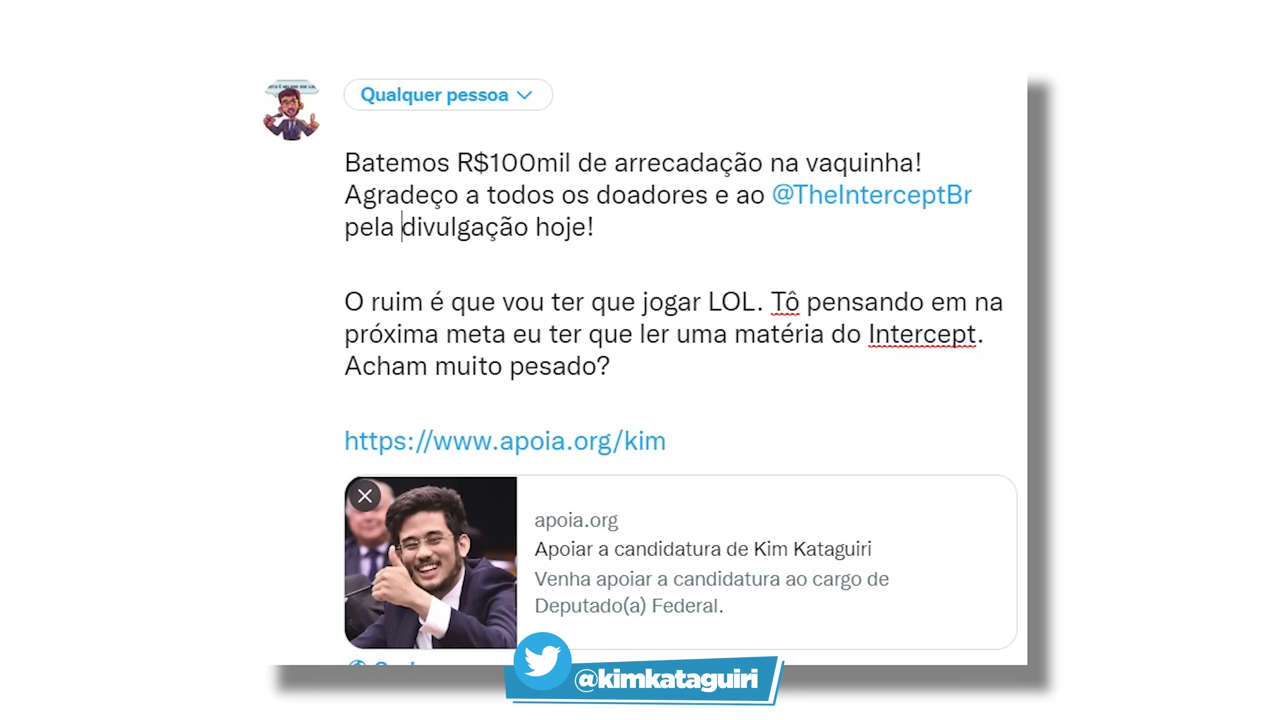 Qualquer pessoa
Batemos R$100mil de arrecadação na vaquinha!
Agradeço a todos os doadores e ao @TheInterceptBr
pela divulgação hoje!
O ruim é que vou ter que jogar LOL. Tô pensando em na
próxima meta eu ter que ler uma matéria do Intercept.
Acham muito pesado?
https://www.apoia.org/kim
apoia.org
Apoiar a candidatura de Kim Kataguiri
Venha apoiar a candidatura ao cargo de
Deputado(a) Federal.
@kimkataguiri